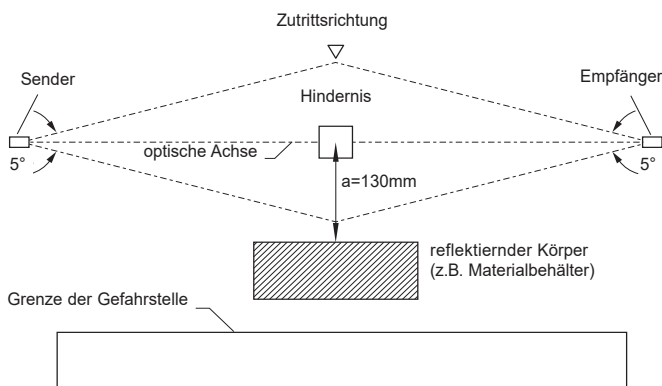 Zutrittsrichtung
Sender
Empfänger
Hindernis
optische Achse
5°
5°
a=130mm
reflektiernder Körper
(z.B. Materialbehälter)
Grenze der Gefahrstelle